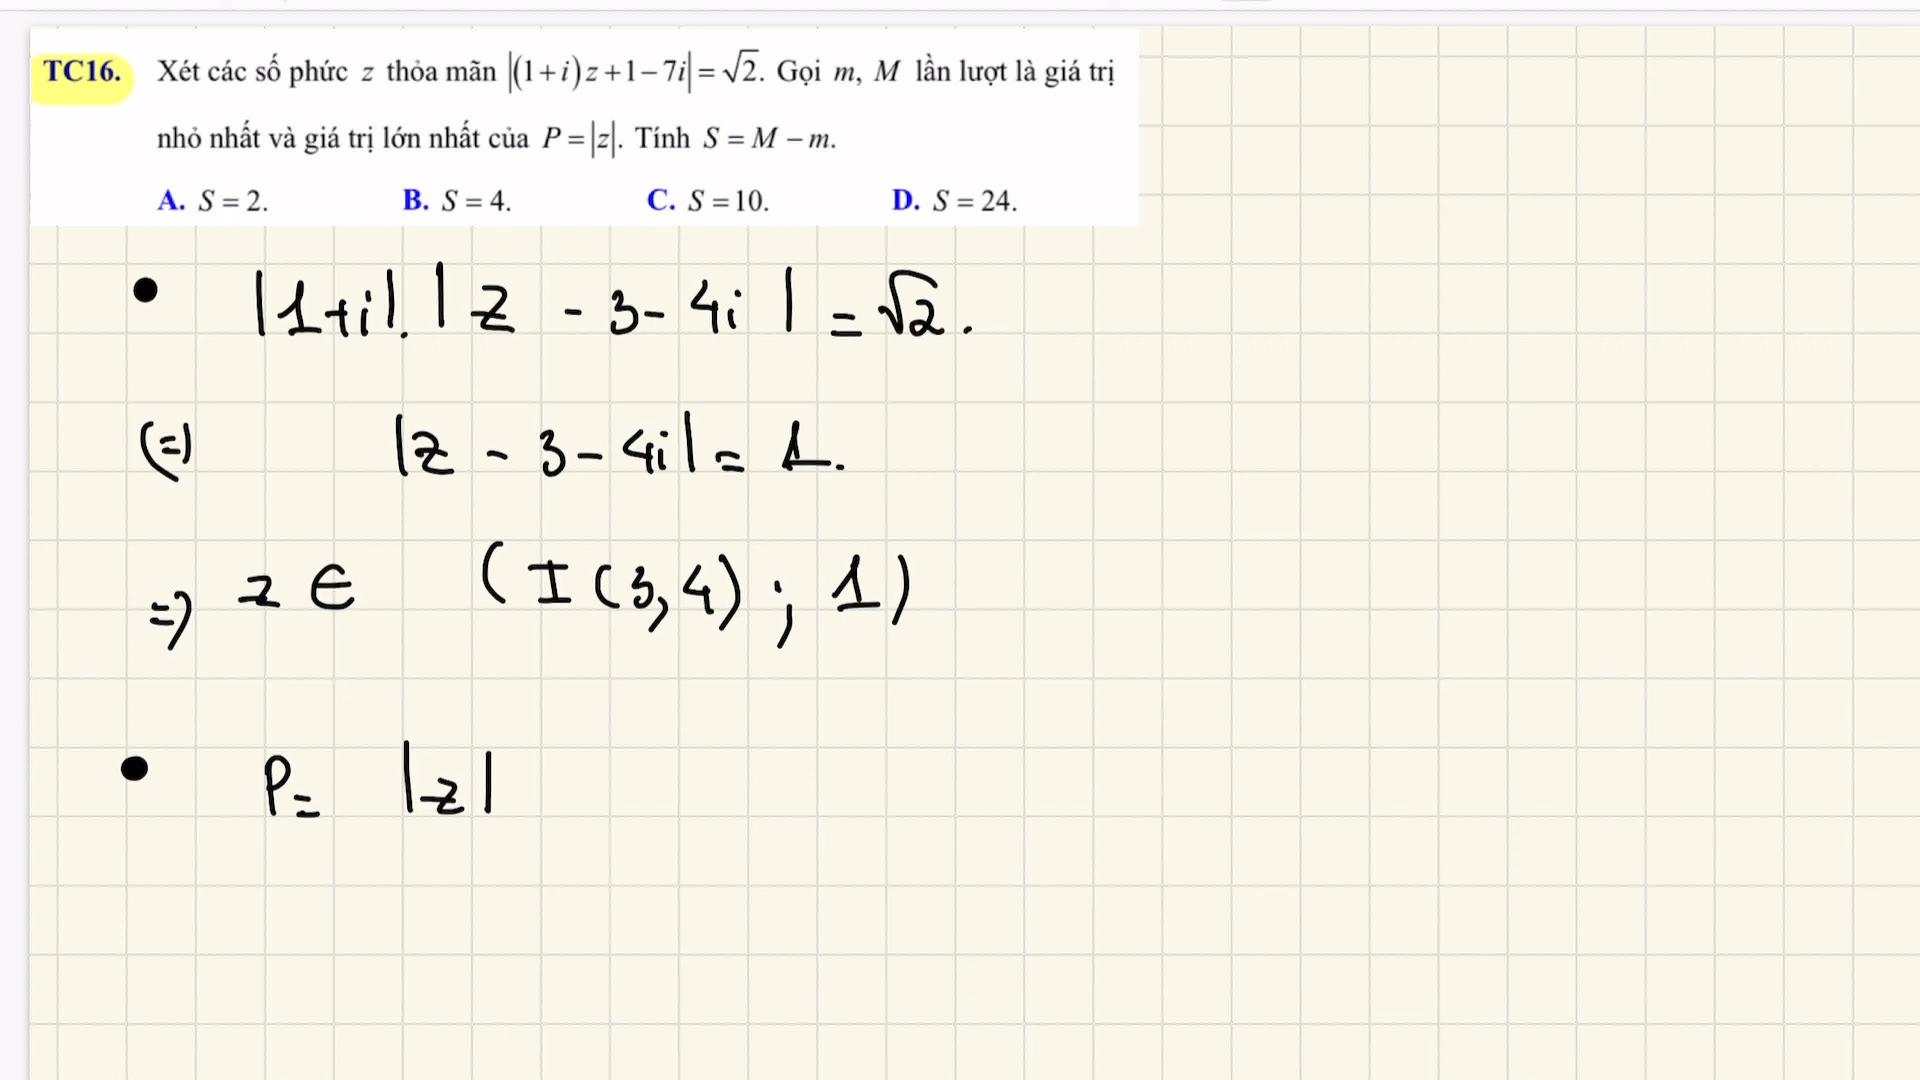 TC16. Xét các số phức z thỏa mãn |(1+i)z+1−7i|=√2. Gọi m, M lần lượt là giá trị
nhỏ nhất và giá trị lớn nhất của P=|z|. Tính S = M − m.
A. S = 2. B. S = 4. C. S = 10. D. S = 24.
• |1+i|.|z - 3 - 4i| = √2.
(=) |z - 3 - 4i| = 1.
=) z ∈ (I(3,4); 1)
• P= |z|